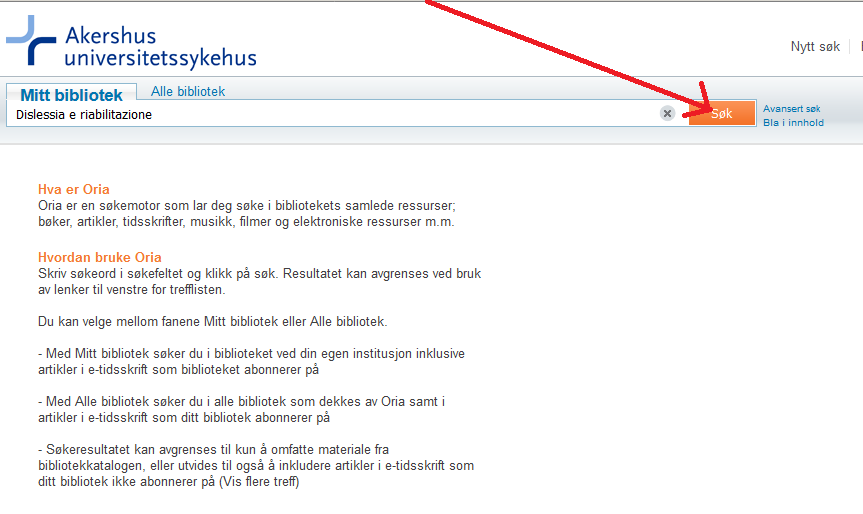 Akershus
universitetssykehus
Nytt søk
Mitt bibliotek
Alle bibliotek
Dislessia e riabilitazione
Søk
Avansert søk
Bla i innhold
Hva er Oria
Oria er en søkemotor som lar deg søke i bibliotekets samlede ressurser;
bøker, artikler, tidsskrifter, musikk, filmer og elektroniske ressurser m.m.
Hvordan bruke Oria
Skriv søkeord i søkefeltet og klikk på søk. Resultatet kan avgrenses ved bruk
av lenker til venstre for trefflisten.
Du kan velge mellom fanene Mitt bibliotek eller Alle bibliotek.
- Med Mitt bibliotek søker du i biblioteket ved din egen institusjon inklusive
artikler i e-tidsskrift som biblioteket abonnerer på
- Med Alle bibliotek søker du i alle bibliotek som dekkes av Oria samt i
artikler i e-tidsskrift som ditt bibliotek abonnerer på
- Søkeresultatet kan avgrenses til kun å omfatte materiale fra
bibliotekkatalogen, eller utvides til også å inkludere artikler i e-tidsskrift som
ditt bibliotek ikke abonnerer på (Vis flere treff)